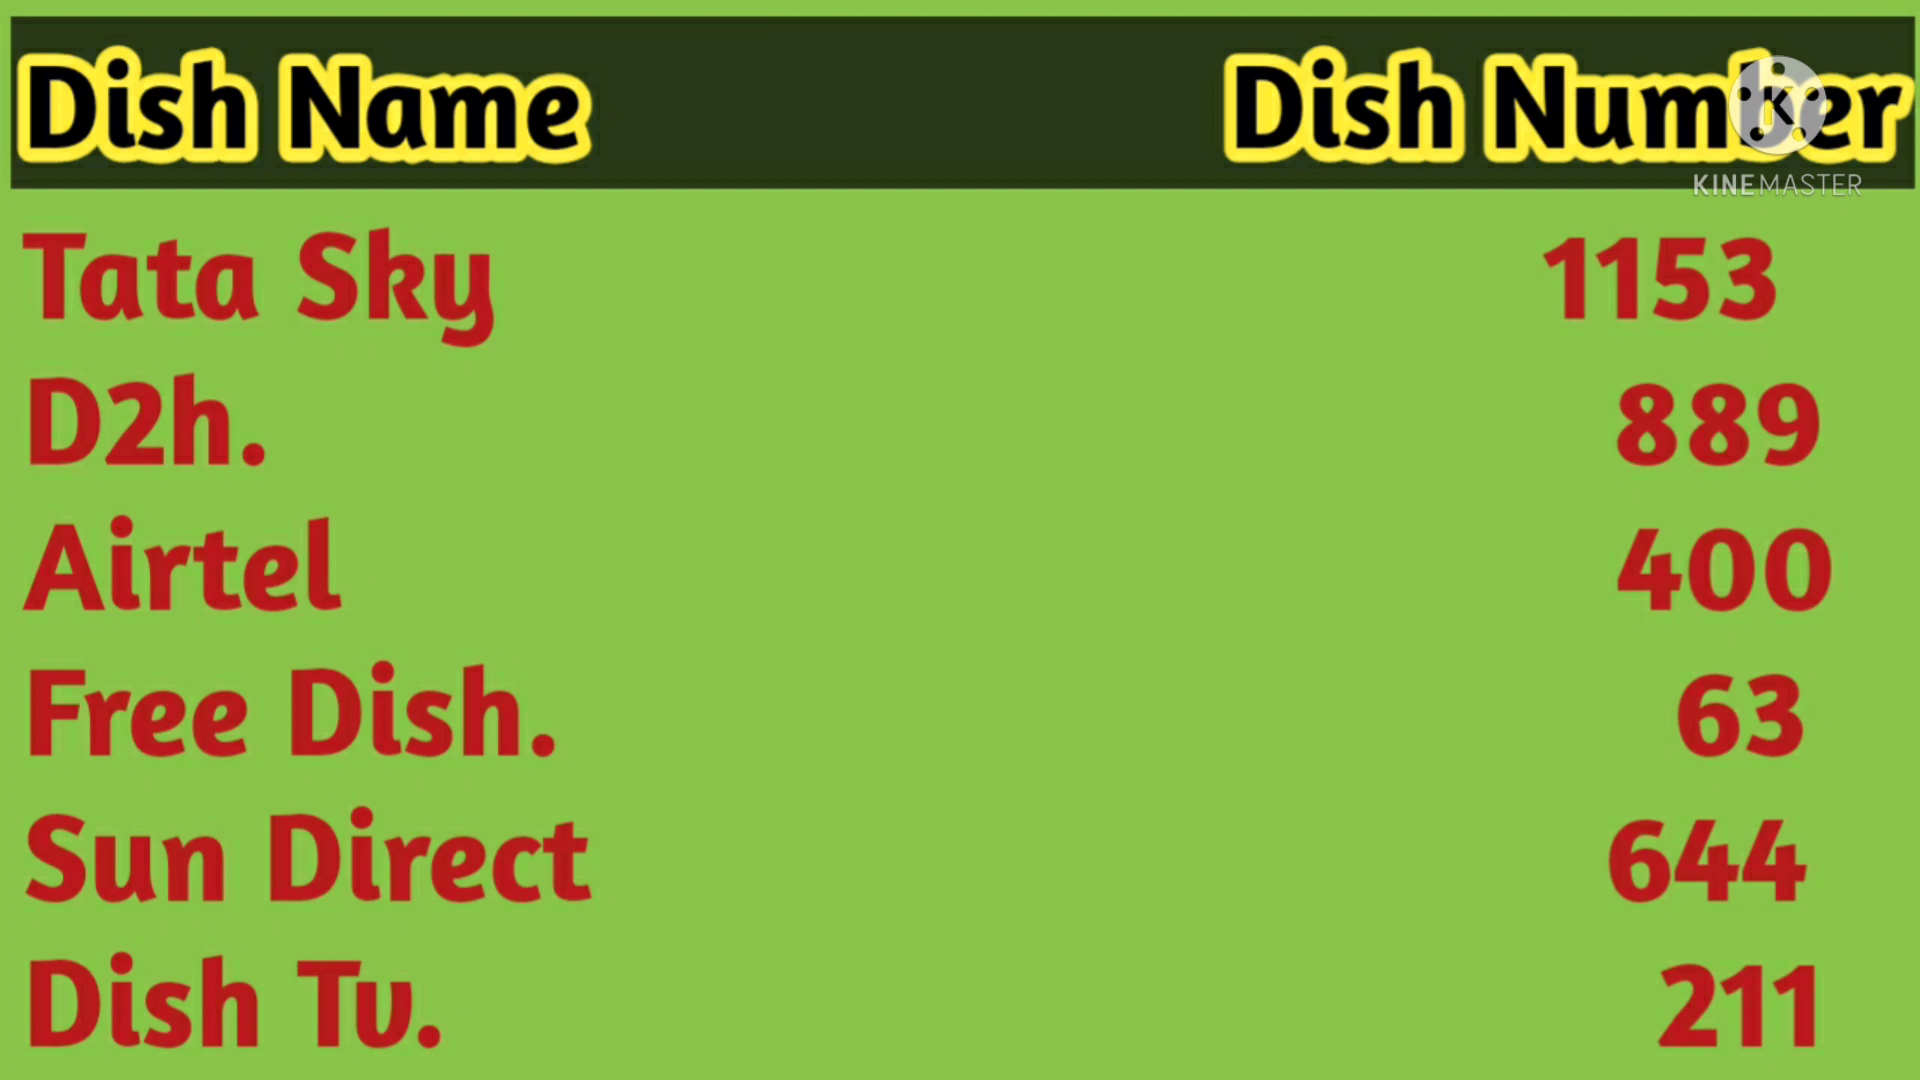 Dish Name Dish Number
KINEMASTER
Tata Sky 1153
D2h. 889
Airtel 400
Free Dish. 63
Sun Direct 644
Dish Tv. 211